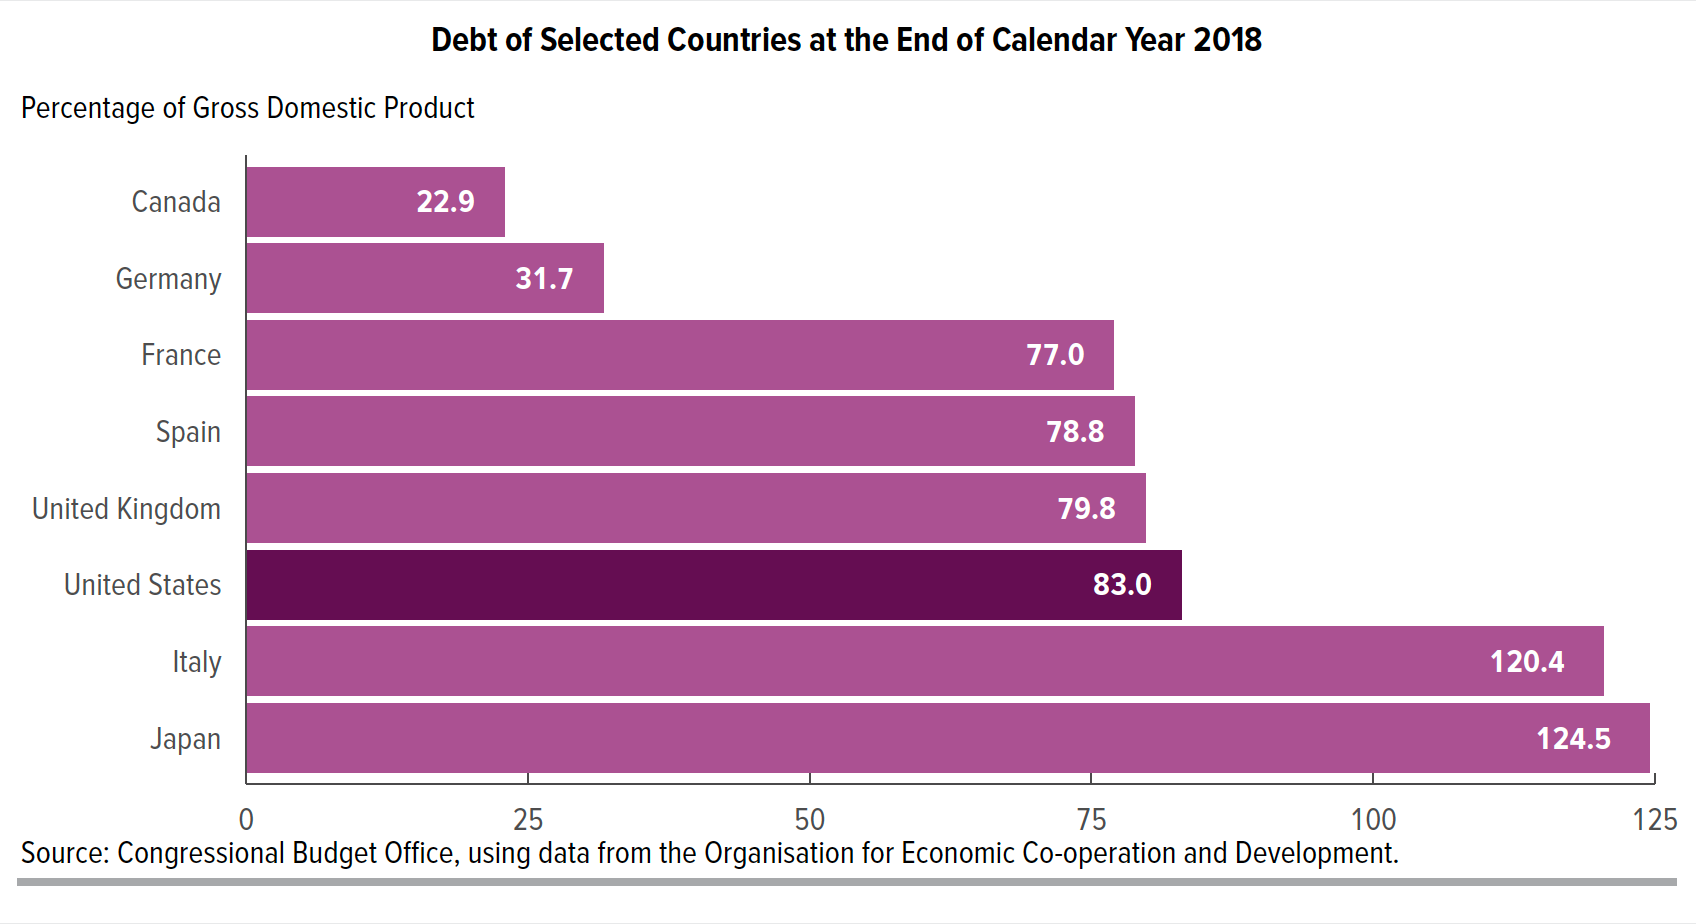 Debt of Selected Countries at the End of Calendar Year 2018
Percentage of Gross Domestic Product
Canada 22.9
Germany 31.7
France 77.0
Spain 78.8
United Kingdom 79.8
United States 83.0
Italy 120.4
Japan 124.5
0 25 50 75 100 125
Source: Congressional Budget Office, using data from the Organisation for Economic Co-operation and Development.